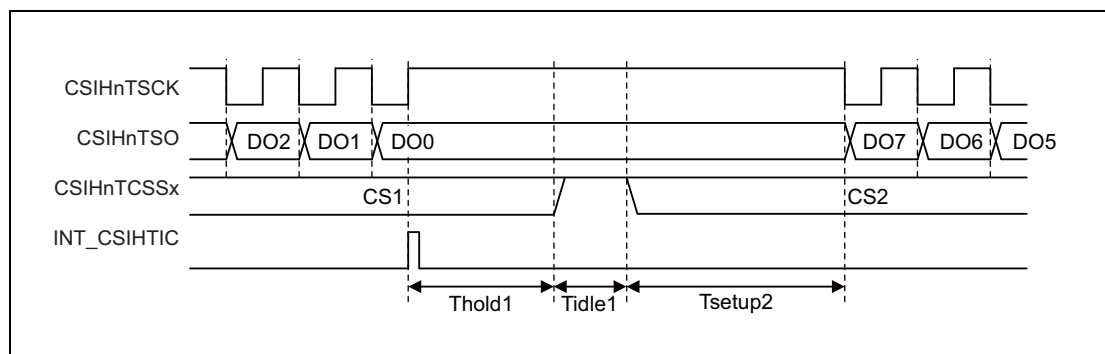 CSIHnTSCK
CSIHnTSO DO2 DO1 DO0 DO7 DO6 DO5
CSIHnTCSSx CS1 CS2
INT_CSIHTIC
Thold1 Tidle1 Tsetup2